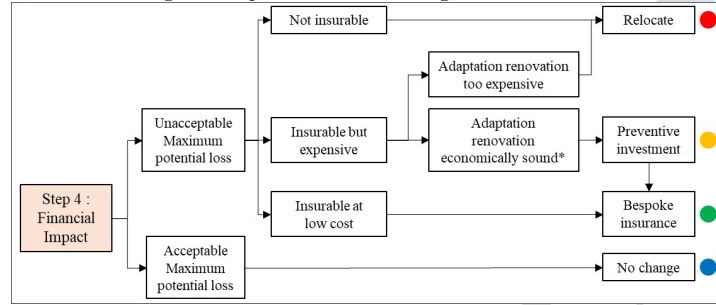 Not insurable
Relocate
Adaptation renovation
too expensive
Unacceptable
Maximum
potential loss
Insurable but
expensive
Adaptation
renovation
economically sound*
Preventive
investment
Step 4 :
Financial
Impact
Insurable at
low cost
Bespoke
insurance
Acceptable
Maximum
potential loss
No change